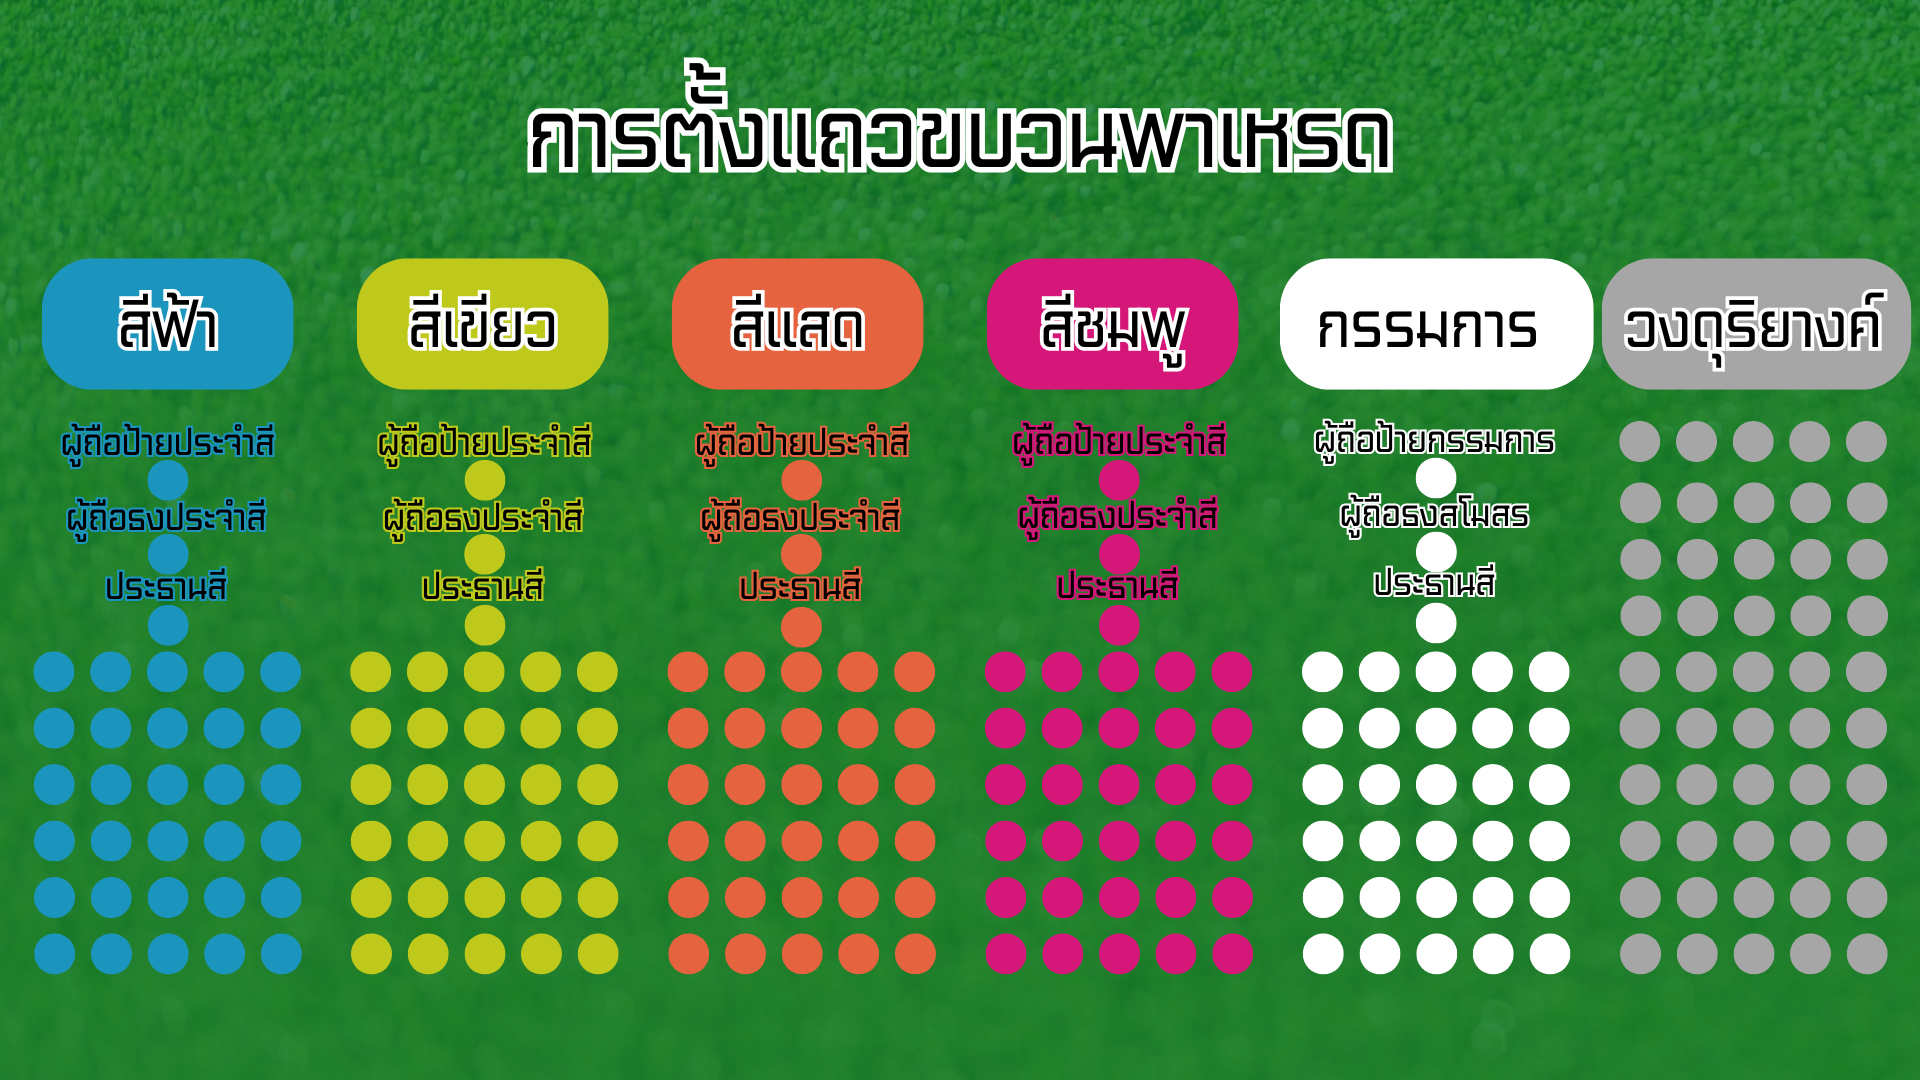 การตั้งแถวขบวนพาเหรด
สีฟ้า
ผู้ถือป้ายประจำสี
ผู้ถือธงประจำสี
ประธานสี
สีเขียว
ผู้ถือป้ายประจำสี
ผู้ถือธงประจำสี
ประธานสี
สีแสด
ผู้ถือป้ายประจำสี
ผู้ถือธงประจำสี
ประธานสี
สีชมพู
ผู้ถือป้ายประจำสี
ผู้ถือธงประจำสี
ประธานสี
กรรมการ
ผู้ถือป้ายกรรมการ
ผู้ถือธงสโมสร
ประธานสี
วงดุริยางค์